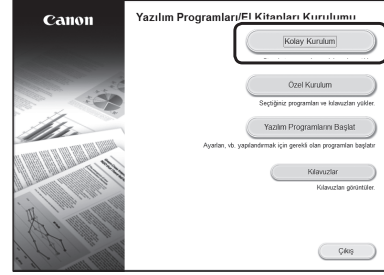 Canon
Yazılım Programları/El Kitapları Kurulumu
Kolay Kurulum
Özel Kurulum
Seçtiğiniz programları ve kılavuzları yükler.
Yazılım Programlarını Başlat
Ayarları, vb. yapılandırmak için gerekli olan programları başlatır
Kılavuzlar
Kılavuzları görüntüler.
Çıkış